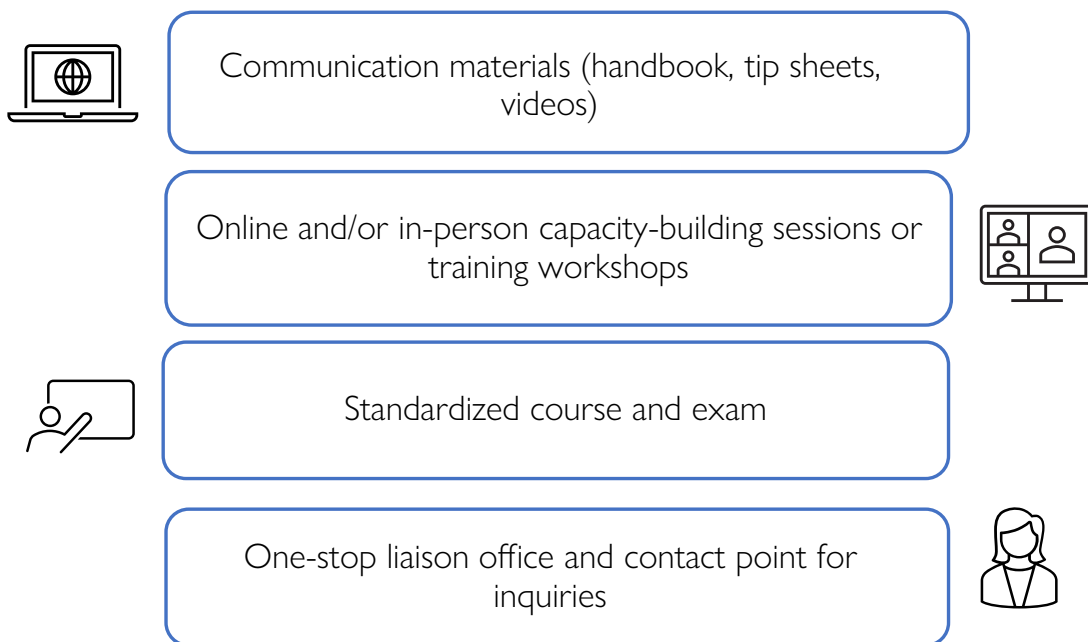 Communication materials (handbook, tip sheets,
videos)
Online and/or in-person capacity-building sessions or
training workshops
Standardized course and exam
One-stop liaison office and contact point for
inquiries